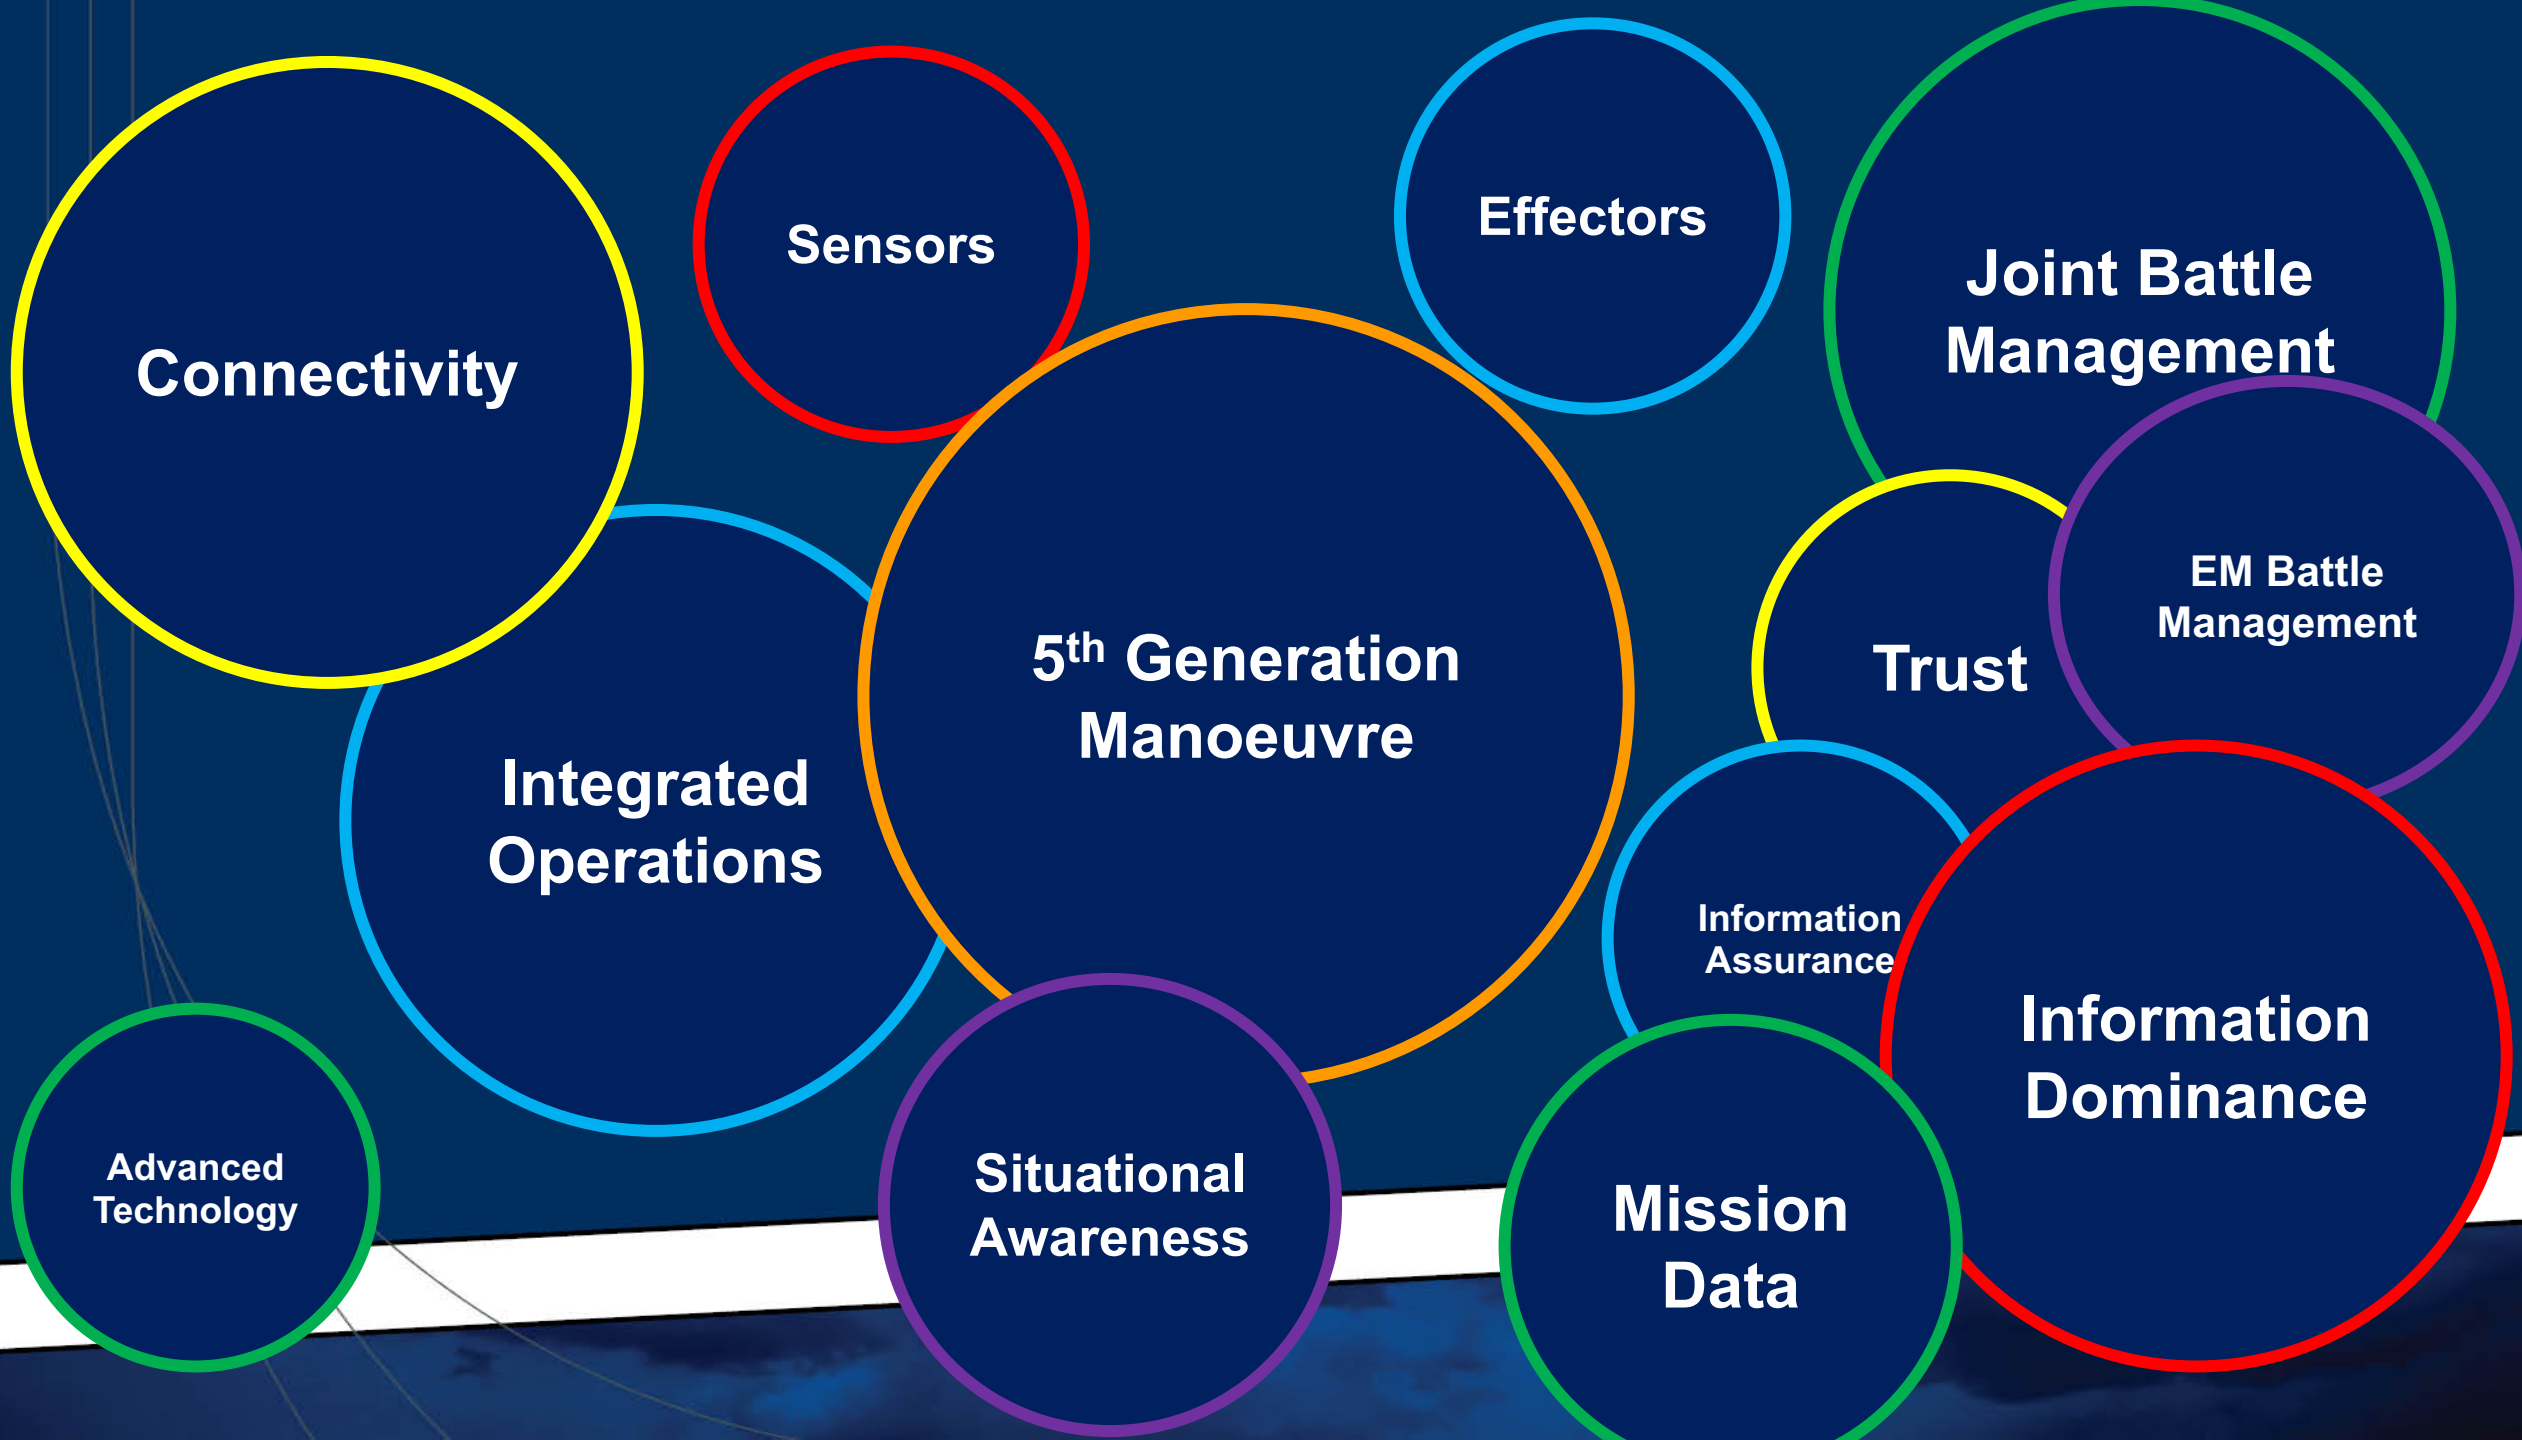 Connectivity
Sensors
Effectors
Joint Battle
Management
5th Generation
Manoeuvre
Trust
EM Battle
Management
Integrated
Operations
Information
Assurance
Information
Dominance
Advanced
Technology
Situational
Awareness
Mission
Data